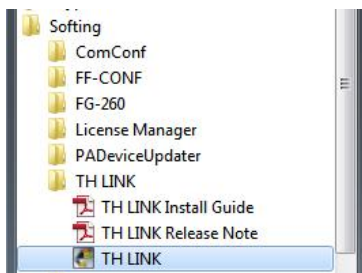 Softing
ComConf
FF-CONF
FG-260
License Manager
PADeviceUpdater
TH LINK
TH LINK Install Guide
TH LINK Release Note
TH LINK